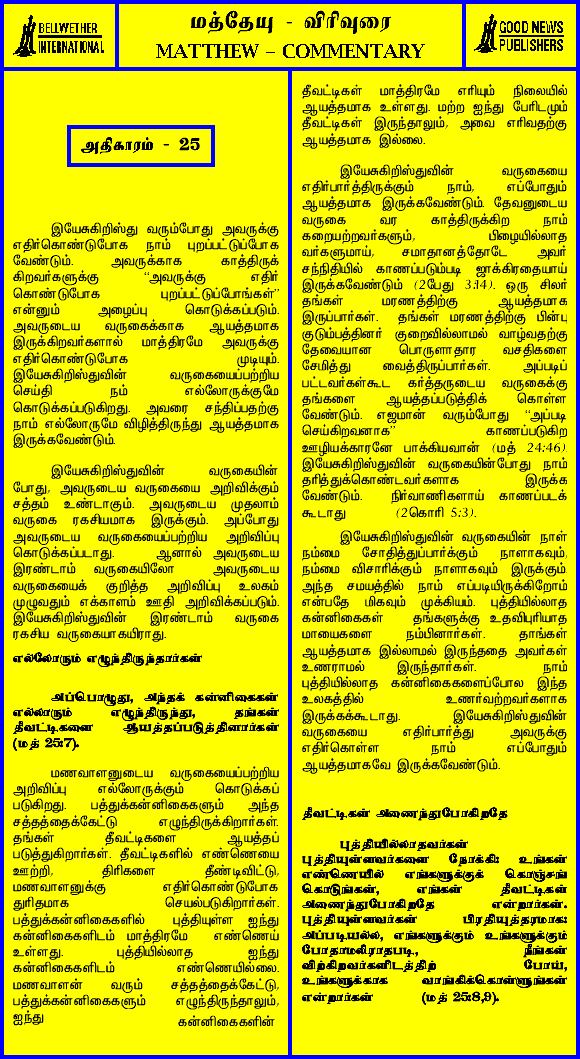 BELLWETHER
INTERNATIONAL
மத்தேயு - விரிவுரை
MATTHEW – COMMENTARY
GOOD NEWS
PUBLISHERS
அதிகாரம் - 25
இயேசுகிறிஸ்து வரும்போது அவருக்கு
எதிர்கொண்டுபோக நாம் புறப்பட்டுப்போக
வேண்டும். அவருக்காக காத்திருக்
கிறவர்களுக்கு “அவருக்கு எதிர்
கொண்டுபோக புறப்பட்டுப்போங்கள்”
என்னும் அழைப்பு கொடுக்கப்படும்.
அவருடைய வருகைக்காக ஆயத்தமாக
இருக்கிறவர்களால் மாத்திரமே அவருக்கு
எதிர்கொண்டுபோக முடியும்.
இயேசுகிறிஸ்துவின் வருகையைப்பற்றிய
செய்தி நம் எல்லோருக்குமே
கொடுக்கப்படுகிறது. அவரை சந்திப்பதற்கு
நாம் எல்லோருமே விழித்திருந்து ஆயத்தமாக
இருக்கவேண்டும்.
இயேசுகிறிஸ்துவின் வருகையின்
போது, அவருடைய வருகையை அறிவிக்கும்
சத்தம் உண்டாகும். அவருடைய முதலாம்
வருகை ரகசியமாக இருக்கும். அப்போது
அவருடைய வருகையைப்பற்றிய அறிவிப்பு
கொடுக்கப்படாது. ஆனால் அவருடைய
இரண்டாம் வருகையிலோ அவருடைய
வருகையைக் குறித்த அறிவிப்பு உலகம்
முழுவதும் எக்காளம் ஊதி அறிவிக்கப்படும்.
இயேசுகிறிஸ்துவின் இரண்டாம் வருகை
ரகசிய வருகையாகயிராது.
எல்லோரும் எழுந்திருந்தார்கள்
அப்பொழுது, அந்தக் கன்னிகைகள்
எல்லாரும் எழுந்திருந்து, தங்கள்
தீவட்டிகளை ஆயத்தப்படுத்தினார்கள்
(மத் 25:7).
மணவாளனுடைய வருகையைப்பற்றிய
அறிவிப்பு எல்லோருக்கும் கொடுக்கப்
படுகிறது. பத்துக்கன்னிகைகளும் அந்த
சத்தத்தைக்கேட்டு எழுந்திருக்கிறார்கள்.
தங்கள் தீவட்டிகளை ஆயத்தப்
படுத்துகிறார்கள். தீவட்டிகளில் எண்ணெயை
ஊற்றி, திரிகளை தீண்டிவிட்டு,
மணவாளனுக்கு எதிர்கொண்டுபோக
துரிதமாக செயல்படுகிறார்கள்.
பத்துக்கன்னிகைகளில் புத்தியுள்ள ஐந்து
கன்னிகைகளிடம் மாத்திரமே எண்ணெய்
உள்ளது. புத்தியில்லாத ஐந்து
கன்னிகைகளிடம் எண்ணெயில்லை.
மணவாளன் வரும் சத்தத்தைக்கேட்டு,
பத்துக்கன்னிகைகளும் எழுந்திருந்தாலும்,
ஐந்து கன்னிகைகளின்
தீவட்டிகள் மாத்திரமே எரியும் நிலையில்
ஆயத்தமாக உள்ளது. மற்ற ஐந்து பேரிடமும்
தீவட்டிகள் இருந்தாலும், அவை எரிவதற்கு
ஆயத்தமாக இல்லை.
இயேசுகிறிஸ்துவின் வருகையை
எதிர்பார்த்திருக்கும் நாம், எப்போதும்
ஆயத்தமாக இருக்கவேண்டும். தேவனுடைய
வருகை வர காத்திருக்கிற நாம்
கறையற்றவர்களும், பிழையில்லாத
வர்களுமாய், சமாதானத்தோடே அவர்
சந்நிதியில் காணப்படும்படி ஜாக்கிரதையாய்
இருக்கவேண்டும் (2பேது 3:14). ஒரு சிலர்
தங்கள் மரணத்திற்கு ஆயத்தமாக
இருப்பார்கள். தங்கள் மரணத்திற்கு பின்பு
குடும்பத்தினர் குறைவில்லாமல் வாழ்வதற்கு
தேவையான பொருளாதார வசதிகளை
சேமித்து வைத்திருப்பார்கள். அப்படிப்
பட்டவர்கள்கூட கர்த்தருடைய வருகைக்கு
தங்களை ஆயத்தப்படுத்திக் கொள்ள
வேண்டும். எஜமான் வரும்போது “அப்படி
செய்கிறவனாக” காணப்படுகிற
ஊழியக்காரனே பாக்கியவான் (மத் 24:46).
இயேசுகிறிஸ்துவின் வருகையின்போது நாம்
தரித்துக்கொண்டவர்களாக இருக்க
வேண்டும். நிர்வாணிகளாய் காணப்படக்
கூடாது (2கொரி 5:3).
இயேசுகிறிஸ்துவின் வருகையின் நாள்
நம்மை சோதித்துப்பார்க்கும் நாளாகவும்,
நம்மை விசாரிக்கும் நாளாகவும் இருக்கும்
அந்த சமயத்தில் நாம் எப்படியிருக்கிறோம்
என்பதே மிகவும் முக்கியம். புத்தியில்லாத
கன்னிகைகள் தங்களுக்கு உதவிபுரியாத
மாயைகளை நம்பினார்கள். தாங்கள்
ஆயத்தமாக இல்லாமல் இருந்ததை அவர்கள்
உணராமல் இருந்தார்கள். நாம்
புத்தியில்லாத கன்னிகைகளைப்போல இந்த
உலகத்தில் உணர்வற்றவர்களாக
இருக்கக்கூடாது. இயேசுகிறிஸ்துவின்
வருகையை எதிர்பார்த்து அவருக்கு
எதிர்கொள்ள நாம் எப்போதும்
ஆயத்தமாகவே இருக்கவேண்டும்.
தீவட்டிகள் அணைந்துபோகிறதே
புத்தியில்லாதவர்கள்
புத்தியுள்ளவர்களை நோக்கி: உங்கள்
எண்ணெயில் எங்களுக்குக் கொஞ்சங்
கொடுங்கள், எங்கள் தீவட்டிகள்
அணைந்துபோகிறதே என்றார்கள்.
புத்தியுள்ளவர்கள் பிரதியுத்தரமாக:
அப்படியல்ல, எங்களுக்கும் உங்களுக்கும்
போதாமலிராதபடி, நீங்கள்
விற்கிறவர்களிடத்திற் போய்,
உங்களுக்காக வாங்கிக்கொள்ளுங்கள்
என்றார்கள் (மத் 25:8,9).